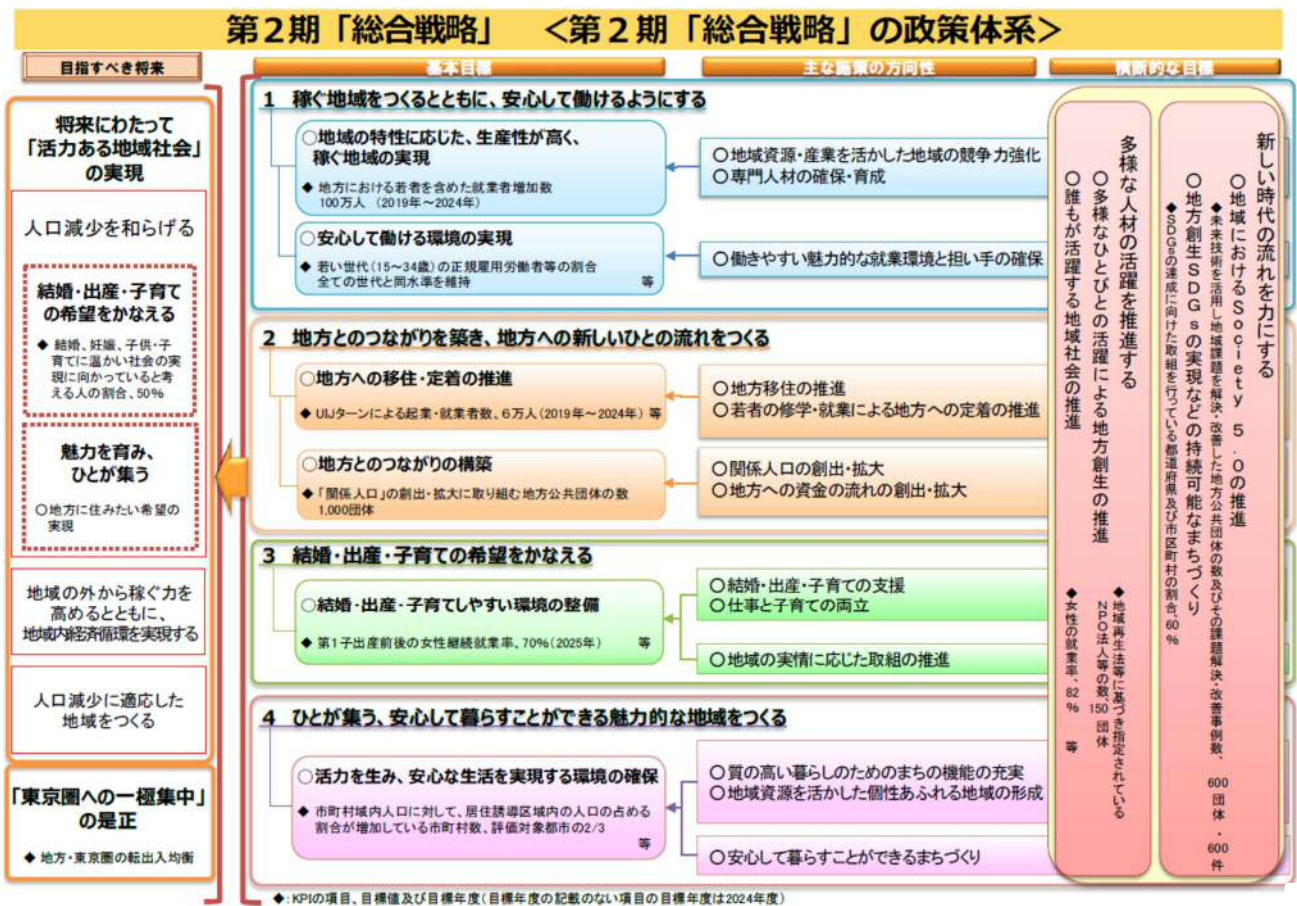 第2期「総合戦略」　＜第2期「総合戦略」の政策体系＞
目指すべき将来
将来にわたって
「活力ある地域社会」
の実現
人口減少を和らげる
結婚・出産・子育て
の希望をかなえる
◆ 結婚、妊娠、子供・子
育てに温かい社会の実
現に向かっていると考
える人の割合、50%
魅力を育み、
ひとが集う
○地方に住みたい希望の
実現
地域の外から稼ぐ力を
高めるとともに、
地域内経済循環を実現する
人口減少に適応した
地域をつくる
「東京圏への一極集中」
の是正
◆ 地方・東京圏の転出入均衡
基本目標
主な施策の方向性
横断的な目標
1 稼ぐ地域をつくるとともに、安心して働けるようにする
○地域の特性に応じた、生産性が高く、
稼ぐ地域の実現
◆ 地方における若者を含めた就業者増加数
100万人 （2019年～2024年）
○地域資源・産業を活かした地域の競争力強化
○専門人材の確保・育成
○安心して働ける環境の実現
◆ 若い世代（15～34歳）の正規雇用労働者等の割合
全ての世代と同水準を維持 等
○働きやすい魅力的な就業環境と担い手の確保
2 地方とのつながりを築き、地方への新しいひとの流れをつくる
○地方への移住・定着の推進
◆ UIJターンによる起業・就業者数、6万人（2019年～2024年） 等
○地方移住の推進
○若者の修学・就業による地方への定着の推進
○地方とのつながりの構築
◆ 「関係人口」の創出・拡大に取り組む地方公共団体の数
1,000団体
○関係人口の創出・拡大
○地方への資金の流れの創出・拡大
3 結婚・出産・子育ての希望をかなえる
○結婚・出産・子育てしやすい環境の整備
◆ 第1子出産前後の女性継続就業率、70%（2025年） 等
○結婚・出産・子育ての支援
○仕事と子育ての両立
○地域の実情に応じた取組の推進
4 ひとが集う、安心して暮らすことができる魅力的な地域をつくる
○活力を生み、安心な生活を実現する環境の確保
◆ 市町村域内人口に対して、居住誘導区域内の人口の占める
割合が増加している市町村数、評価対象都市の2/3
等
○質の高い暮らしのためのまちの機能の充実
○地域資源を活かした個性あふれる地域の形成
○安心して暮らすことができるまちづくり
新しい時代の流れを力にする
○地域におけるSociety 5.0の推進
◆未来技術を活用し地域課題を解決・改善した地方公共団体の数及びその課題解決・改善事例数、600団体・600件
○地方創生SDGsの実現などの持続可能なまちづくり
◆SDGsの達成に向けた取組を行っている都道府県及び市区町村の割合、60%
多様な人材の活躍を推進する
○多様なひとびとの活躍による地方創生の推進
◆地域再生法等に基づき指定されている
NPO法人等の数、150団体
○誰もが活躍する地域社会の推進
◆女性の就業率、82% 等
◆：KPIの項目、目標値及び目標年度（目標年度の記載のない項目の目標年度は2024年度）